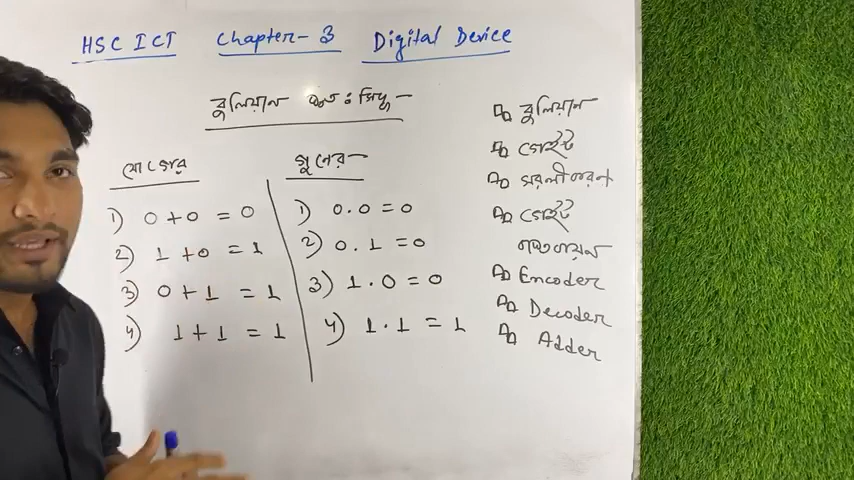 HSC ICT Chapter-3 Digital Device
বুলিয়ান স্বতঃসিদ্ধ -
যোগের
1) 0+0 = 0
2) 1+0 = 1
3) 0+1 = 1
4) 1+1 = 1
গুনের-
1) 0.0 = 0
2) 0.1 = 0
3) 1.0 = 0
4) 1.1 = 1
বুলিয়ান
গেইট
সরলীকরণ
গেইট
Encoder
Decoder
Adder